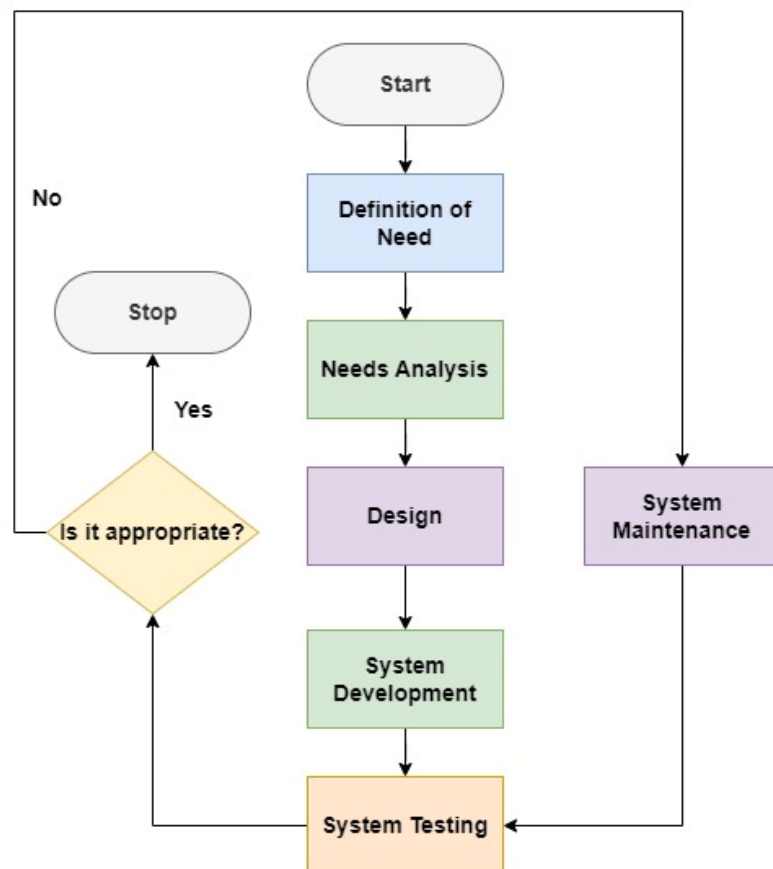 Start
No
Definition of
Need
Stop
Needs Analysis
Yes
Design
System
Maintenance
Is it appropriate?
System
Development
System Testing